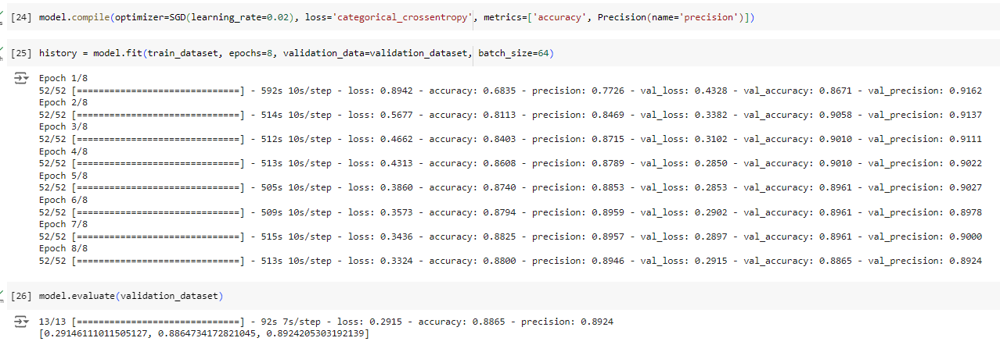 [24] model.compile(optimizer=SGD(learning_rate=0.02), loss='categorical_crossentropy', metrics=['accuracy', Precision(name='precision')])
[25] history = model.fit(train_dataset, epochs=8, validation_data=validation_dataset, batch_size=64)
Epoch 1/8
52/52 [==============================] - 592s 10s/step - loss: 0.8942 - accuracy: 0.6835 - precision: 0.7726 - val_loss: 0.4328 - val_accuracy: 0.8671 - val_precision: 0.9162
Epoch 2/8
52/52 [==============================] - 514s 10s/step - loss: 0.5677 - accuracy: 0.8113 - precision: 0.8469 - val_loss: 0.3382 - val_accuracy: 0.9058 - val_precision: 0.9137
Epoch 3/8
52/52 [==============================] - 512s 10s/step - loss: 0.4662 - accuracy: 0.8403 - precision: 0.8715 - val_loss: 0.3102 - val_accuracy: 0.9010 - val_precision: 0.9111
Epoch 4/8
52/52 [==============================] - 513s 10s/step - loss: 0.4313 - accuracy: 0.8608 - precision: 0.8789 - val_loss: 0.2850 - val_accuracy: 0.9010 - val_precision: 0.9022
Epoch 5/8
52/52 [==============================] - 505s 10s/step - loss: 0.3860 - accuracy: 0.8740 - precision: 0.8853 - val_loss: 0.2853 - val_accuracy: 0.8961 - val_precision: 0.9027
Epoch 6/8
52/52 [==============================] - 509s 10s/step - loss: 0.3573 - accuracy: 0.8794 - precision: 0.8959 - val_loss: 0.2902 - val_accuracy: 0.8961 - val_precision: 0.8978
Epoch 7/8
52/52 [==============================] - 515s 10s/step - loss: 0.3436 - accuracy: 0.8825 - precision: 0.8957 - val_loss: 0.2897 - val_accuracy: 0.8961 - val_precision: 0.9000
Epoch 8/8
52/52 [==============================] - 513s 10s/step - loss: 0.3324 - accuracy: 0.8800 - precision: 0.8946 - val_loss: 0.2915 - val_accuracy: 0.8865 - val_precision: 0.8924
[26] model.evaluate(validation_dataset)
13/13 [==============================] - 92s 7s/step - loss: 0.2915 - accuracy: 0.8865 - precision: 0.8924
[0.29146111011505127, 0.8864734172821045, 0.8924205303192139]